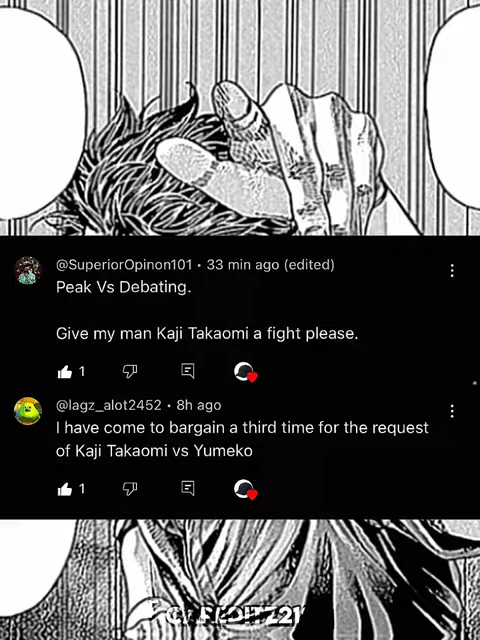 @SuperiorOpinon101 • 33 min ago (edited)
Peak Vs Debating.
Give my man Kaji Takaomi a fight please.
1
@lagz_alot2452 • 8h ago
I have come to bargain a third time for the request
of Kaji Takaomi vs Yumeko
1